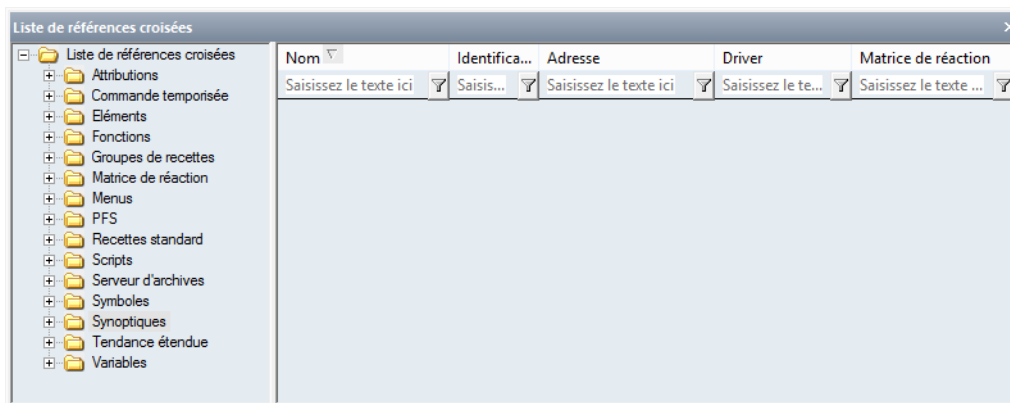 Liste de références croisées
Liste de références croisées
Attributions
Commande temporisée
Eléments
Fonctions
Groupes de recettes
Matrice de réaction
Menus
PFS
Recettes standard
Scripts
Serveur d'archives
Symboles
Synoptiques
Tendance étendue
Variables
Nom Identifica... Adresse Driver Matrice de réaction
Saisissez le texte ici Saisis... Saisissez le texte ici Saisissez le te... Saisissez le texte ...